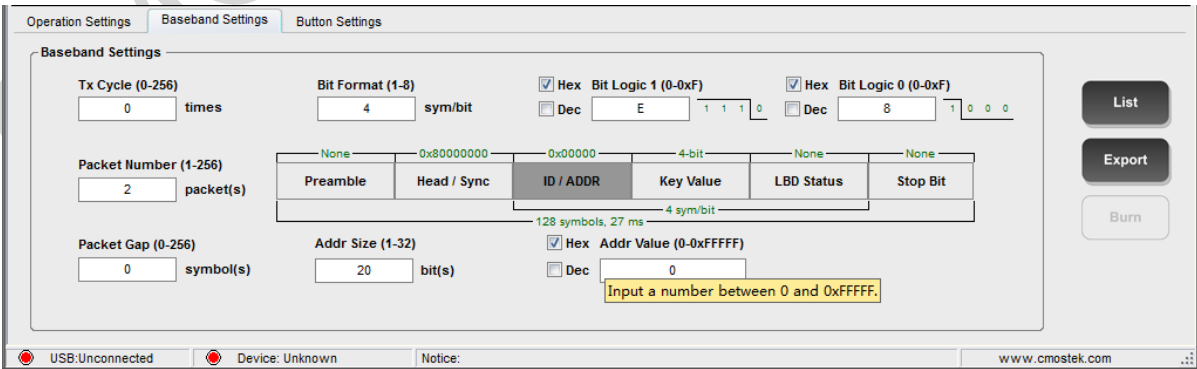 Operation Settings Baseband Settings Button Settings
Baseband Settings
Tx Cycle (0-256) Bit Format (1-8) Hex Bit Logic 1 (0-0xF) Hex Bit Logic 0 (0-0xF)
0 times 4 sym/bit Dec E 1 1 1 0 Dec 8 1 0 0 0
List
Packet Number (1-256) None 0x80000000 0x00000 4-bit None None
2 packet(s) Preamble Head / Sync ID / ADDR Key Value LBD Status Stop Bit
Export
4 sym/bit
128 symbols, 27 ms
Burn
Packet Gap (0-256) Addr Size (1-32) Hex Addr Value (0-0xFFFFF)
0 symbol(s) 20 bit(s) Dec 0
Input a number between 0 and 0xFFFFF.
USB:Unconnected Device: Unknown Notice: www.cmostek.com